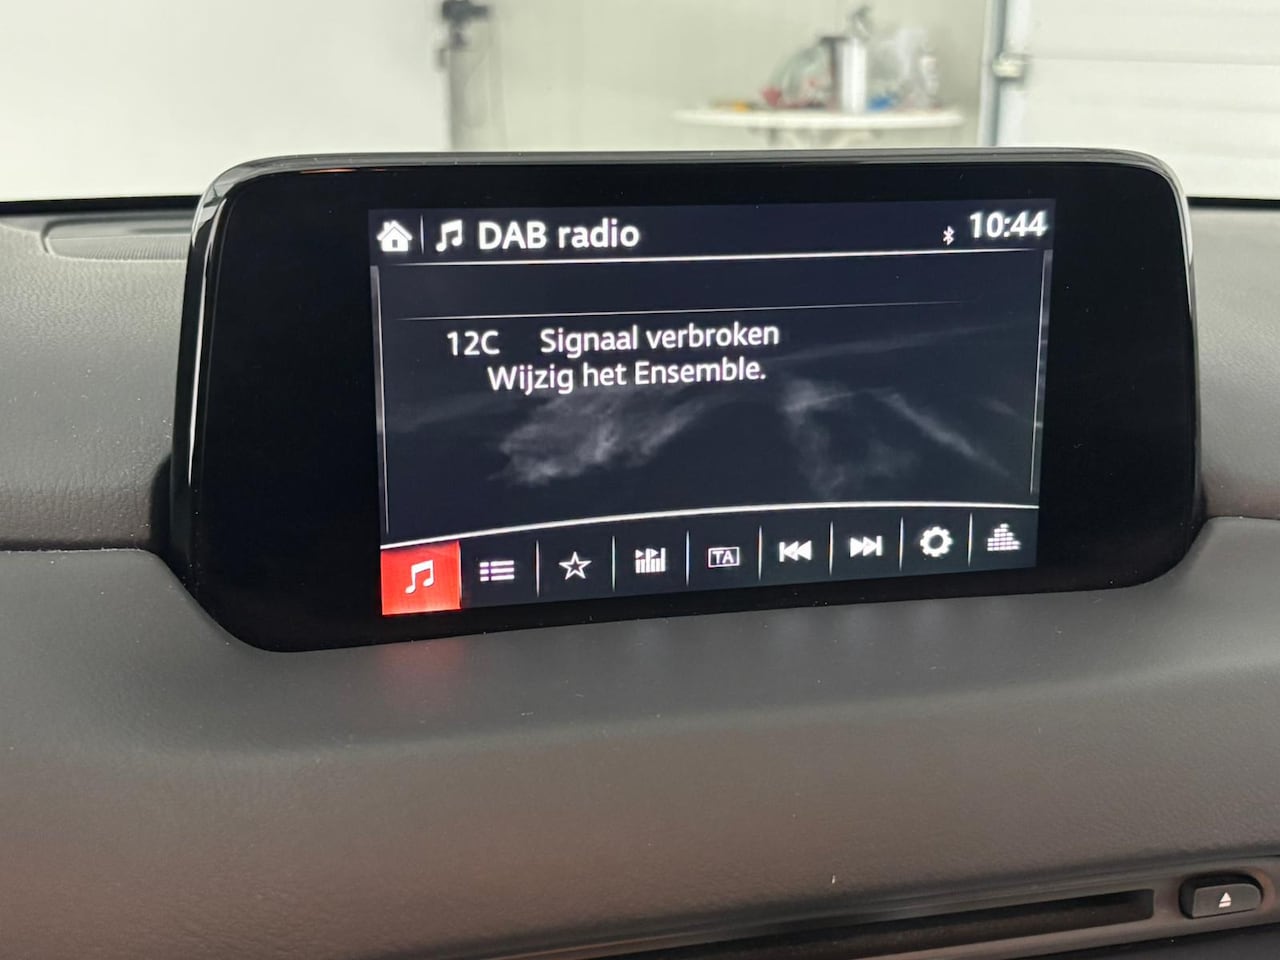 DAB radio
10:44
12C Signaal verbroken
Wijzig het Ensemble.
TA